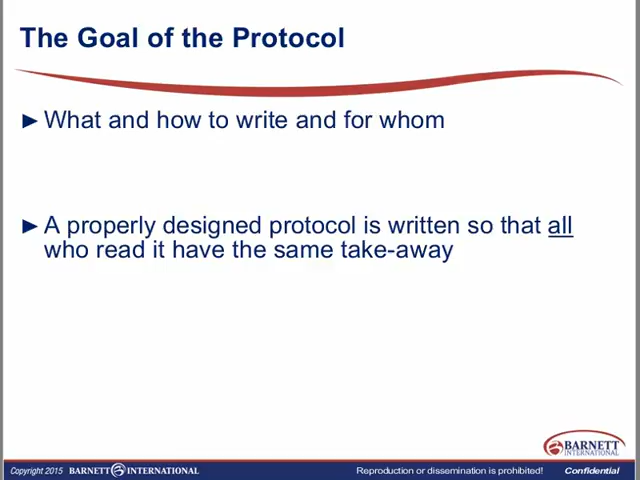 The Goal of the Protocol
► What and how to write and for whom
► A properly designed protocol is written so that all
who read it have the same take-away
BARNETT
INTERNATIONAL
Copyright 2015 BARNETT INTERNATIONAL Reproduction or dissemination is prohibited! Confidential